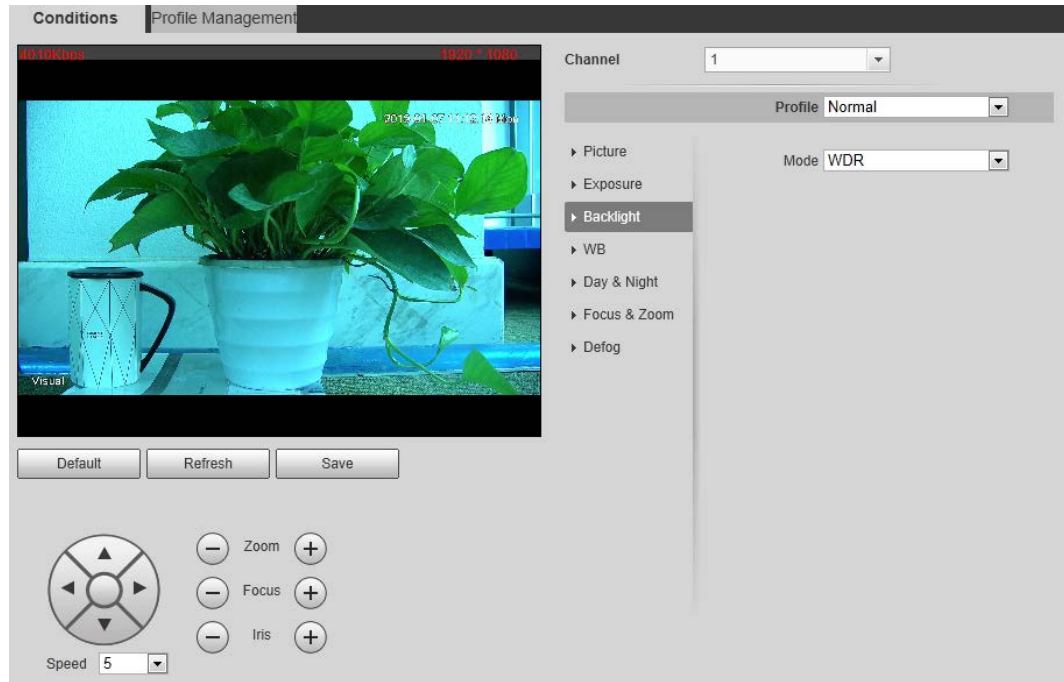 Conditions
Profile Management
4010Kbps 1920 * 1080
Visual
Default Refresh Save
Zoom
Focus
Iris
Speed 5
Channel 1
Profile Normal
Picture
Exposure
Backlight
WB
Day & Night
Focus & Zoom
Defog
Mode WDR